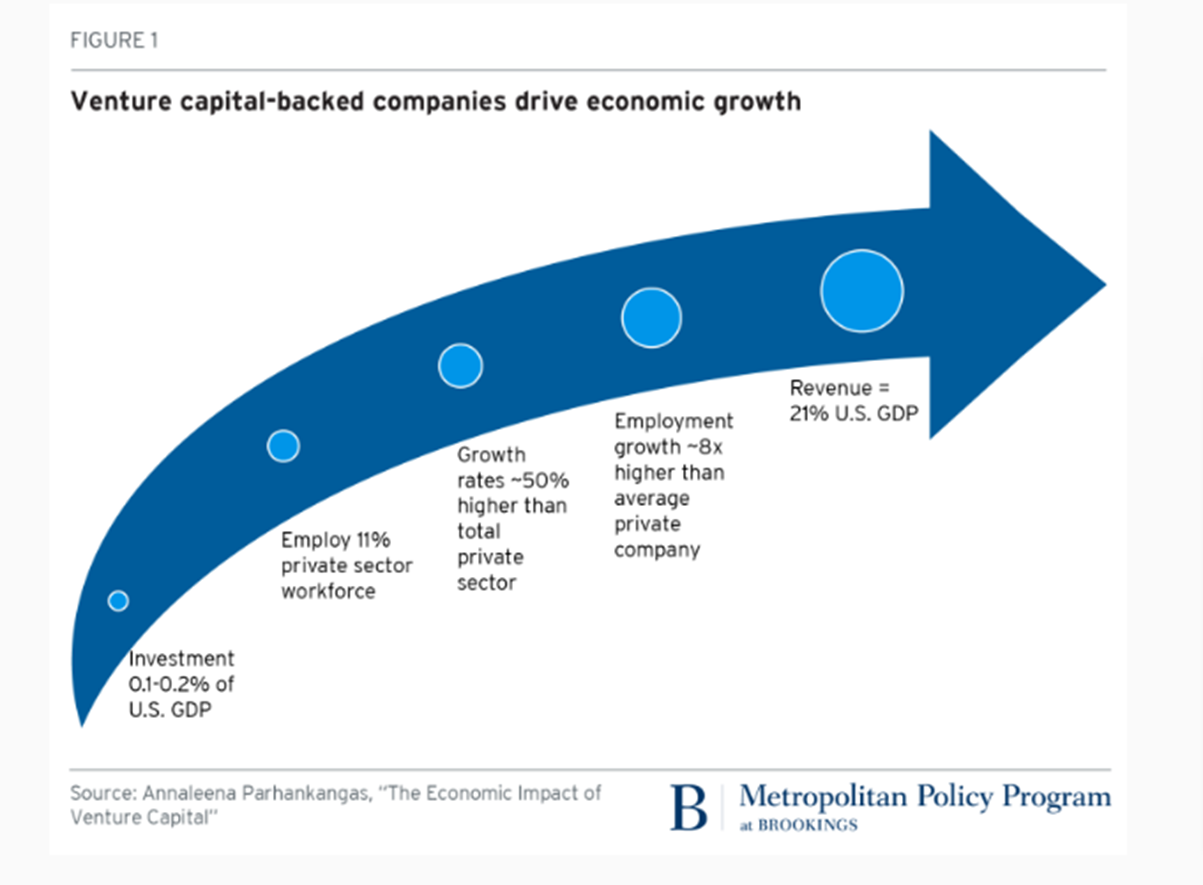 FIGURE 1
Venture capital-backed companies drive economic growth
Investment
0.1-0.2% of
U.S. GDP
Employ 11%
private sector
workforce
Growth
rates ~50%
higher than
total
private
sector
Employment
growth ~8x
higher than
average
private
company
Revenue =
21% U.S. GDP
Source: Annaleena Parhankangas, “The Economic Impact of
Venture Capital”
B
Metropolitan Policy Program
at BROOKINGS